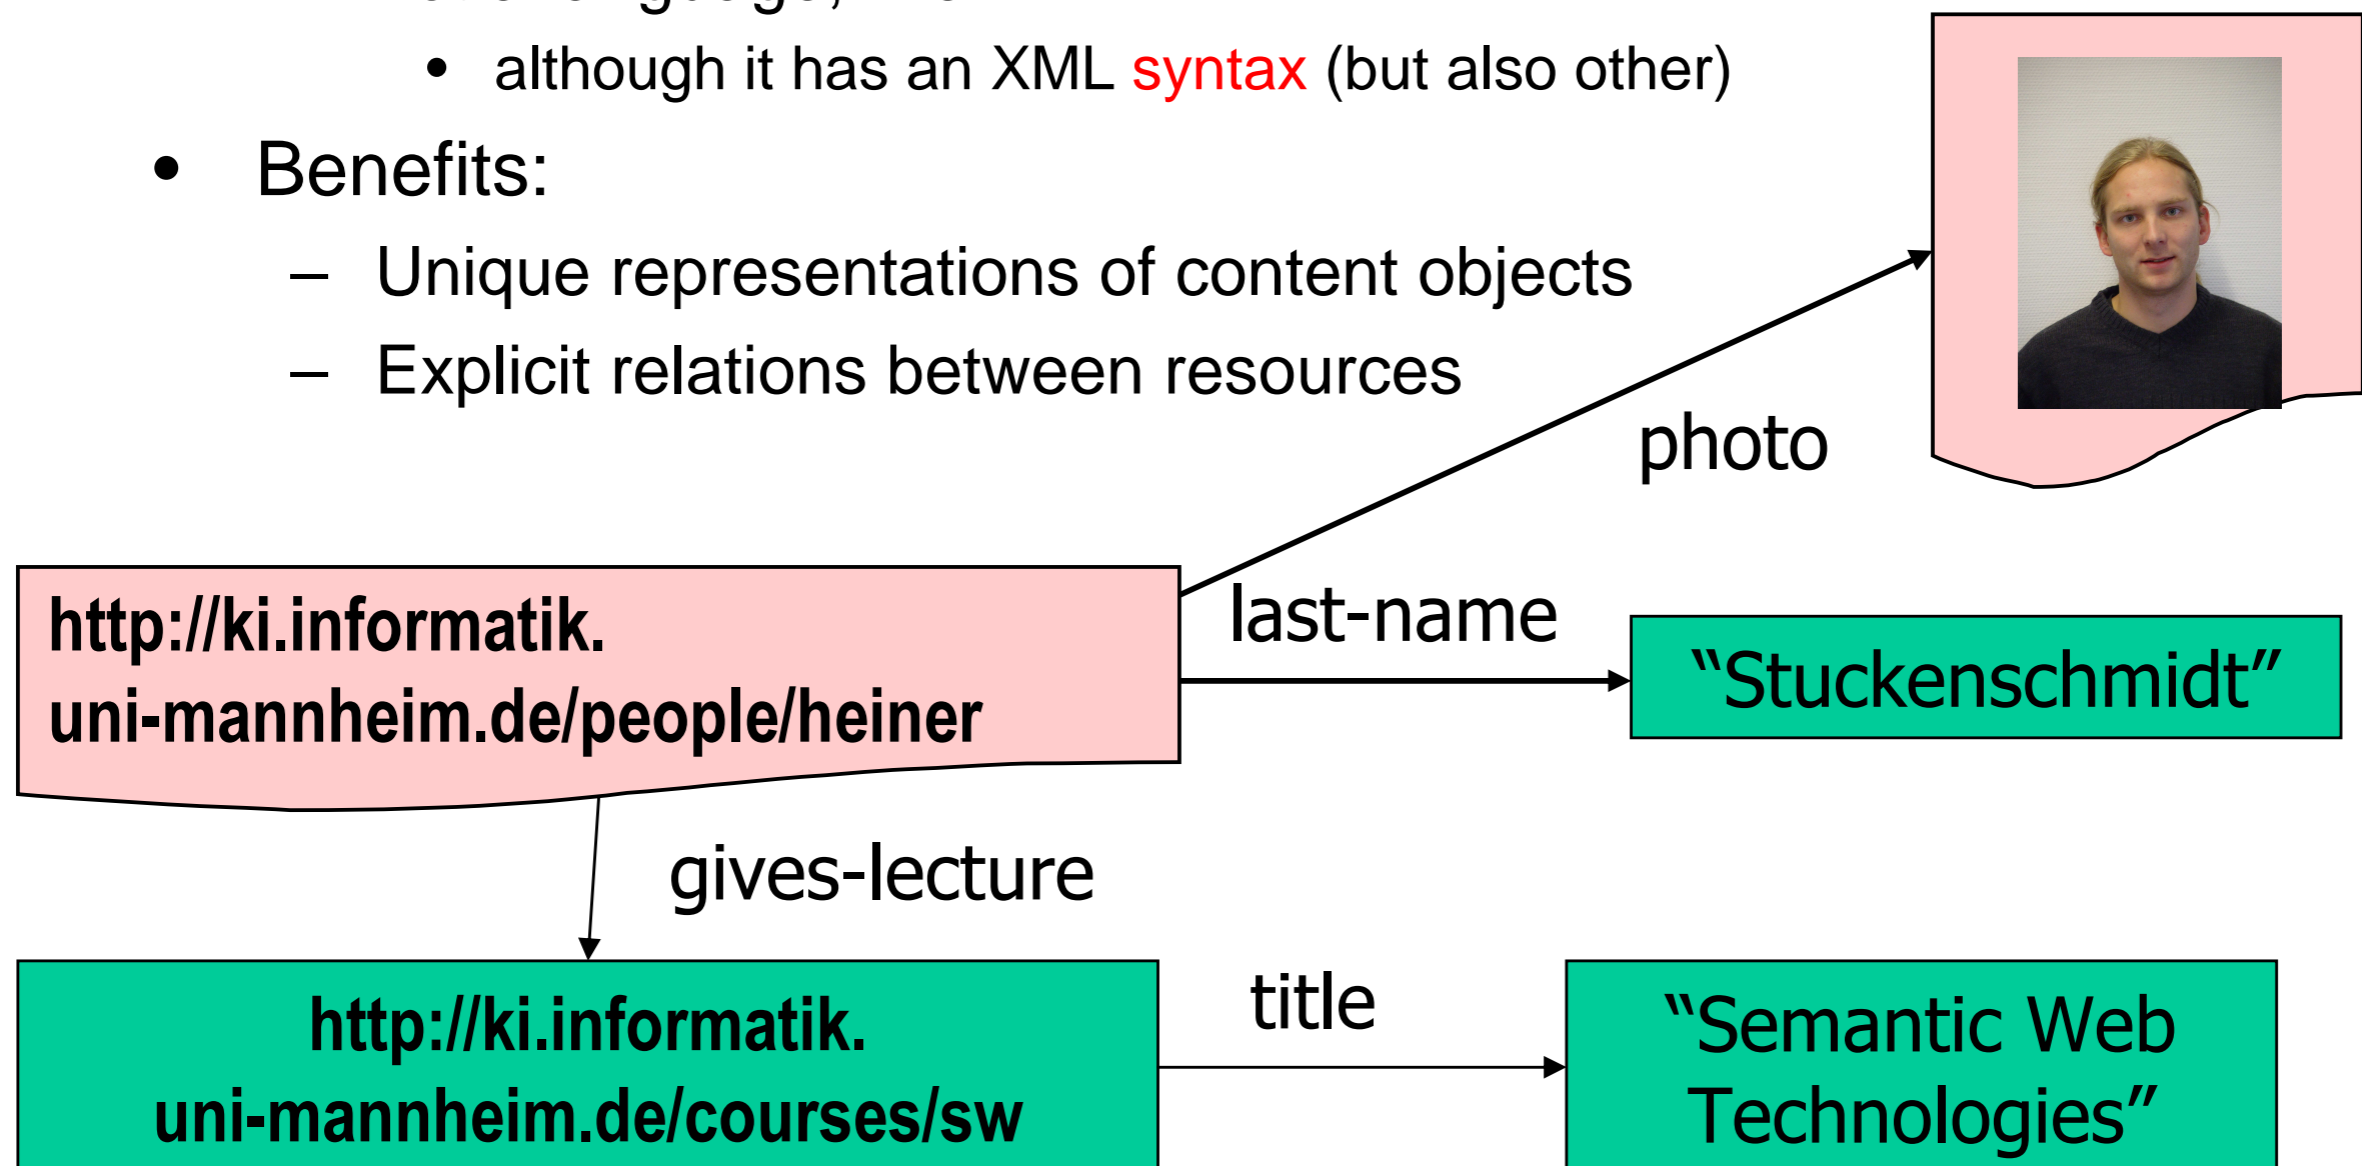 • although it has an XML syntax (but also other)
• Benefits:
– Unique representations of content objects
– Explicit relations between resources
photo
http://ki.informatik.
uni-mannheim.de/people/heiner
last-name
“Stuckenschmidt”
gives-lecture
http://ki.informatik.
uni-mannheim.de/courses/sw
title
“Semantic Web
Technologies”